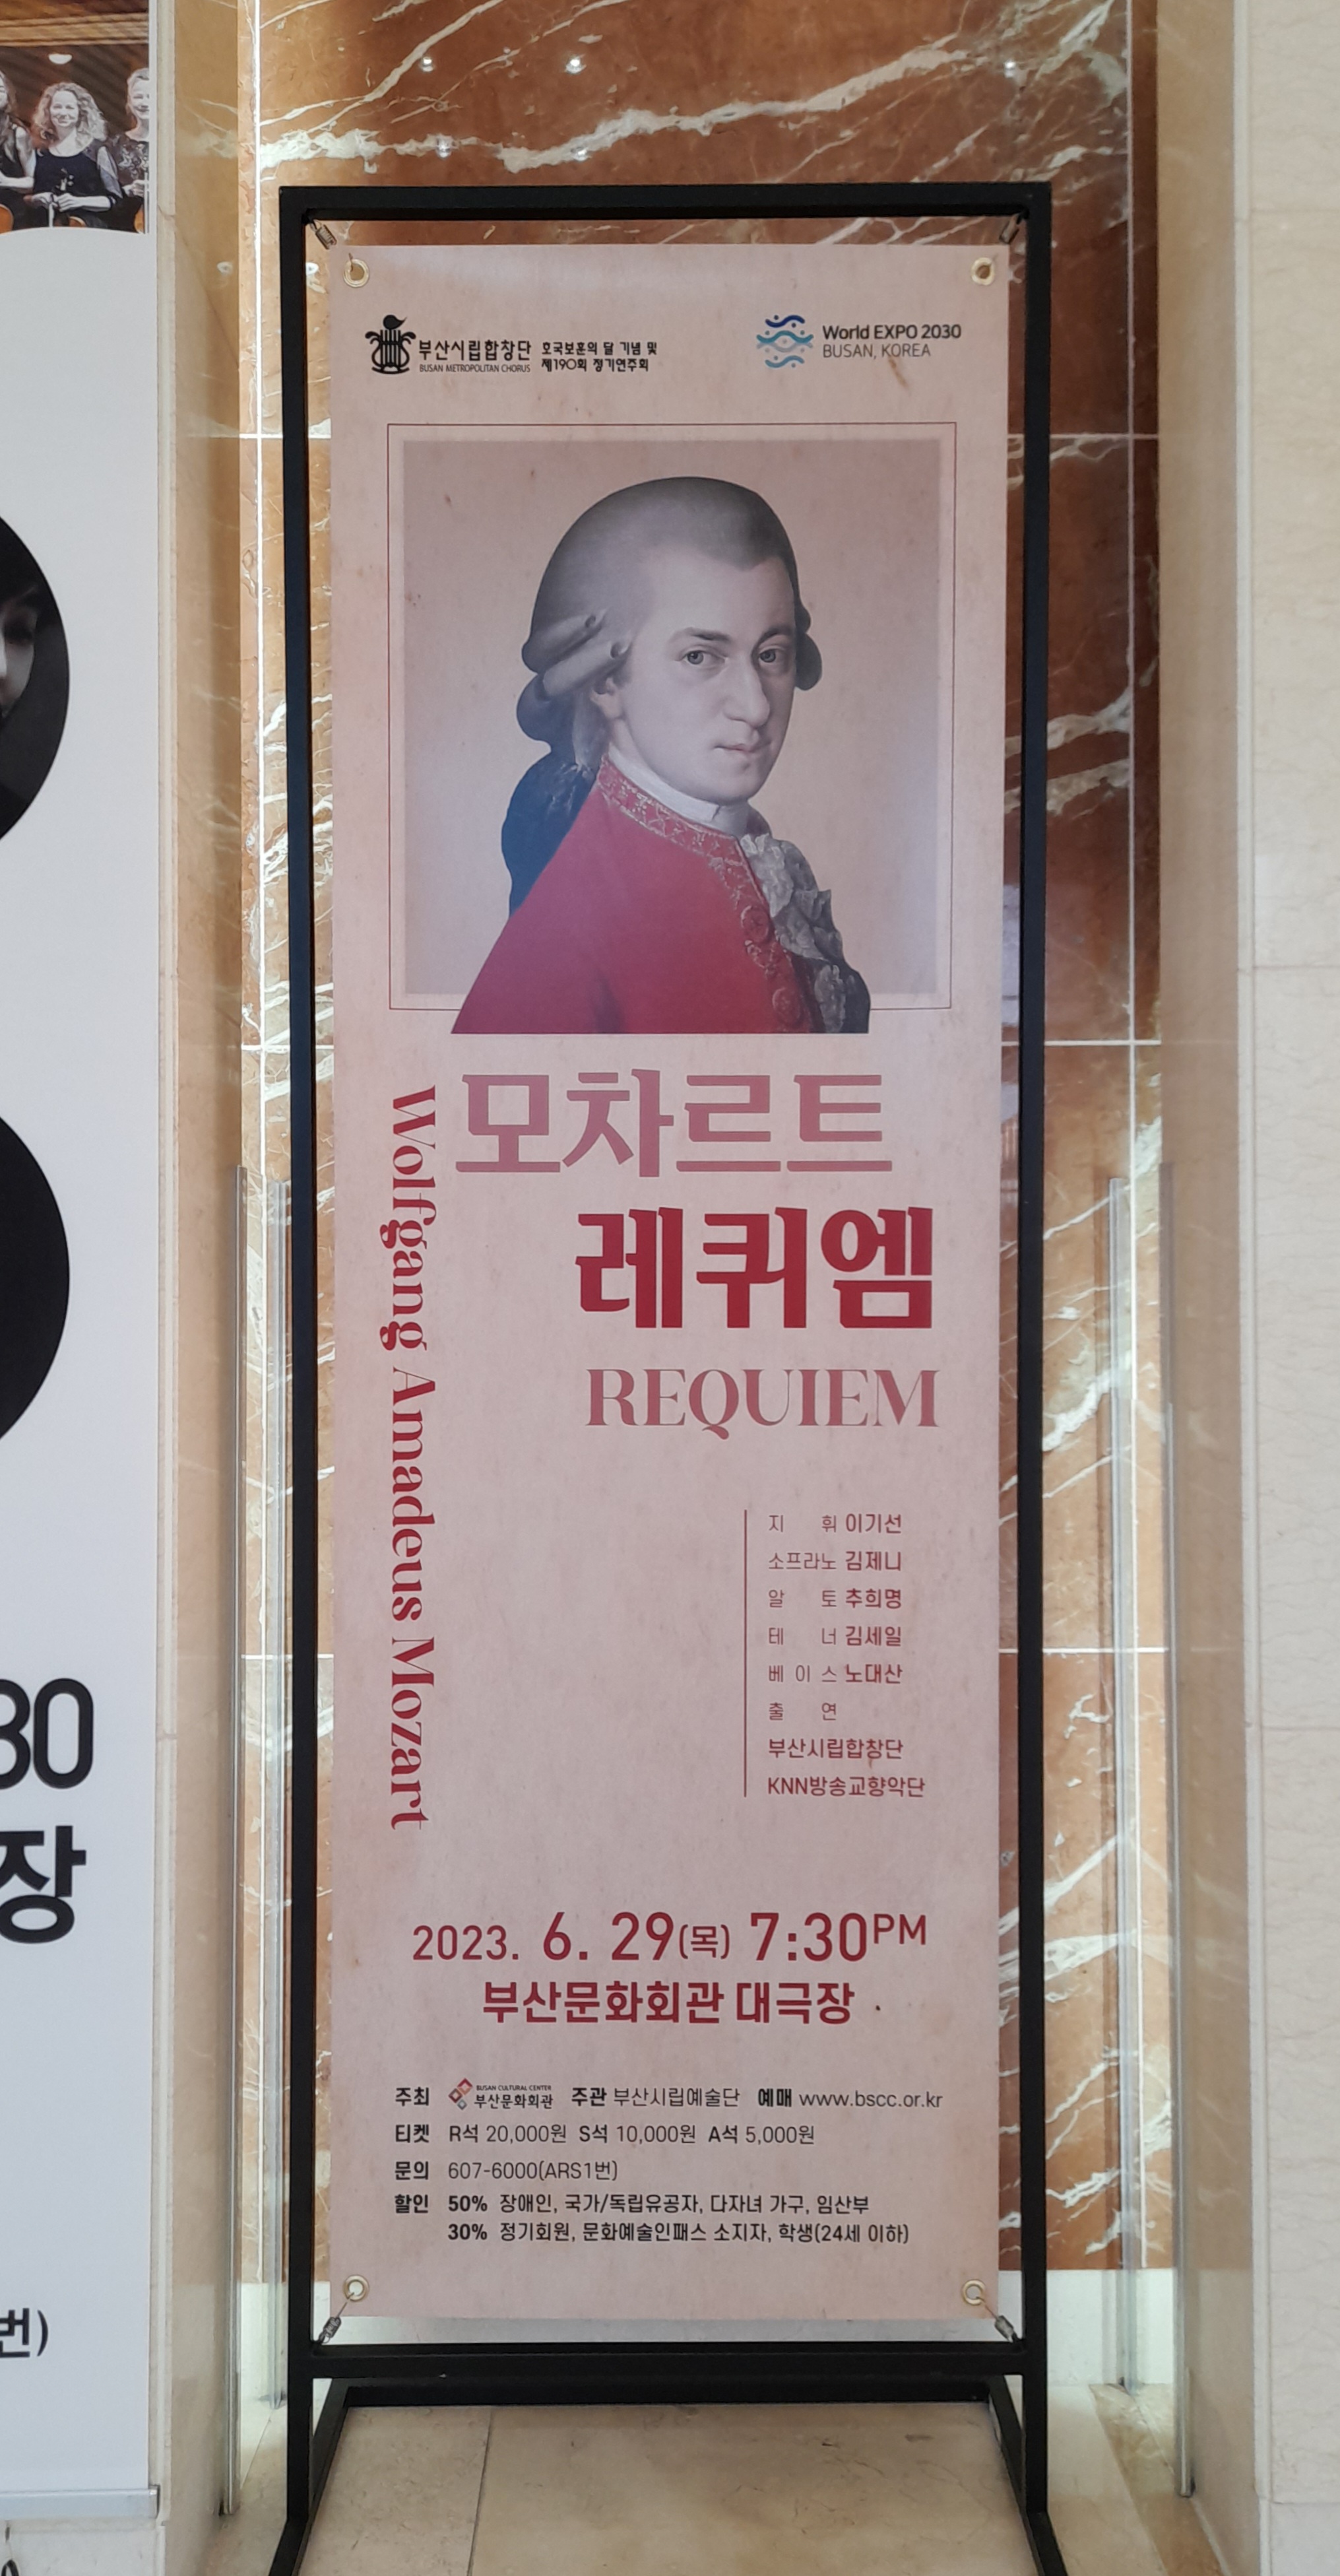 부산시립합창단
BUSAN METROPOLITAN CHORUS
호국보훈의 달 기념 및
제190회 정기연주회
World EXPO 2030
BUSAN, KOREA
모차르트
레퀴엠
REQUIEM
Wolfgang Amadeus Mozart
지 휘 이기선
소프라노 김제니
알 토 추희명
테 너 김세일
베 이 스 노대산
출 연
부산시립합창단
KNN방송교향악단
2023. 6. 29(목) 7:30PM
부산문화회관 대극장
주최 BUSAN CULTURAL CENTER 부산문화회관 주관 부산시립예술단 예매 www.bscc.or.kr
티켓 R석 20,000원 S석 10,000원 A석 5,000원
문의 607-6000(ARS1번)
할인 50% 장애인, 국가/독립유공자, 다자녀 가구, 임산부
30% 정기회원, 문화예술인패스 소지자, 학생(24세 이하)
30
장
번)